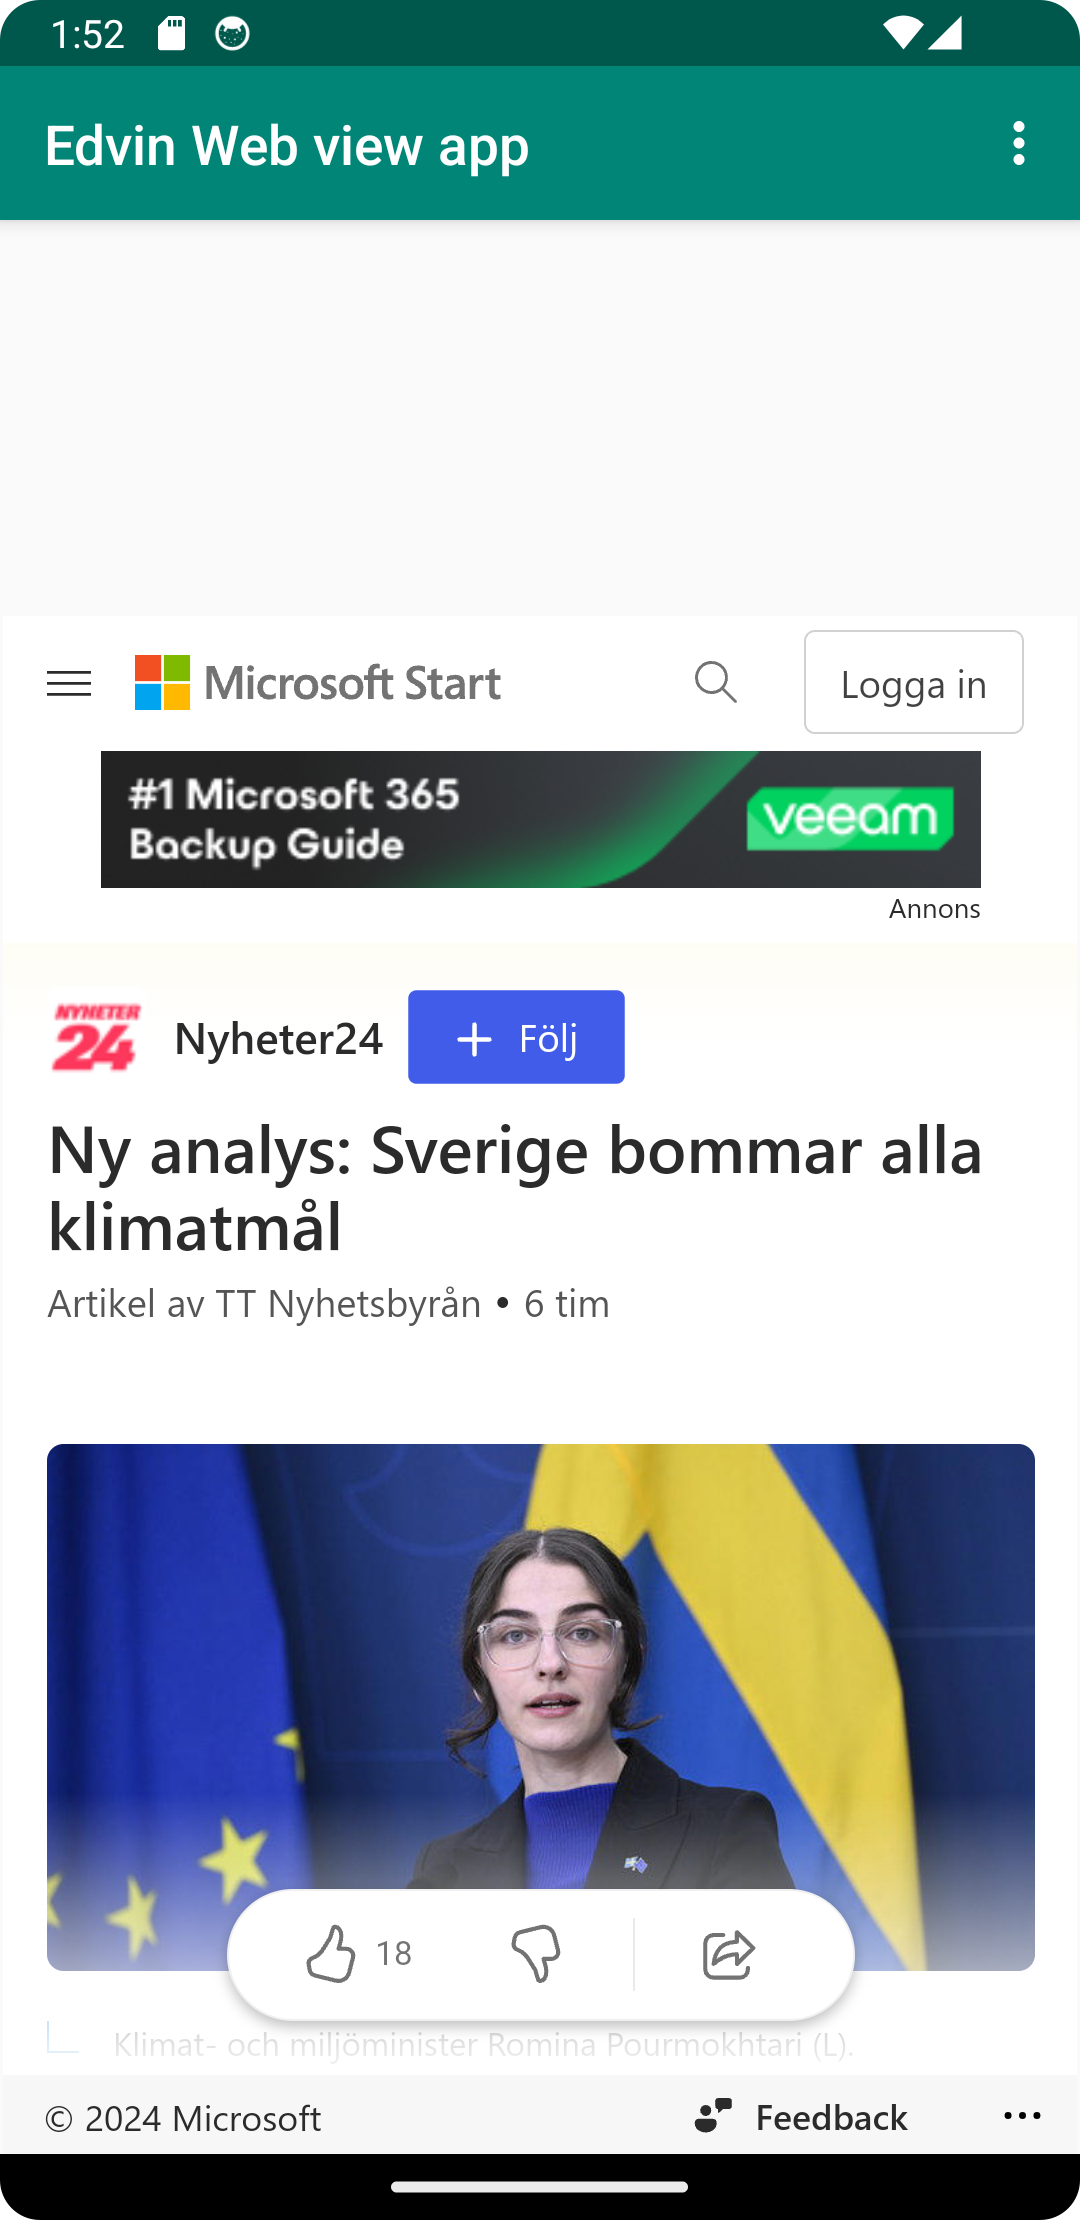 1:52
Edvin Web view app
Microsoft Start
Logga in
#1 Microsoft 365
Backup Guide
veeam
Annons
NYHETER
24
Nyheter24
Följ
Ny analys: Sverige bommar alla
klimatmål
Artikel av TT Nyhetsbyrån • 6 tim
18
Klimat- och miljöminister Romina Pourmokhtari (L).
© 2024 Microsoft
Feedback